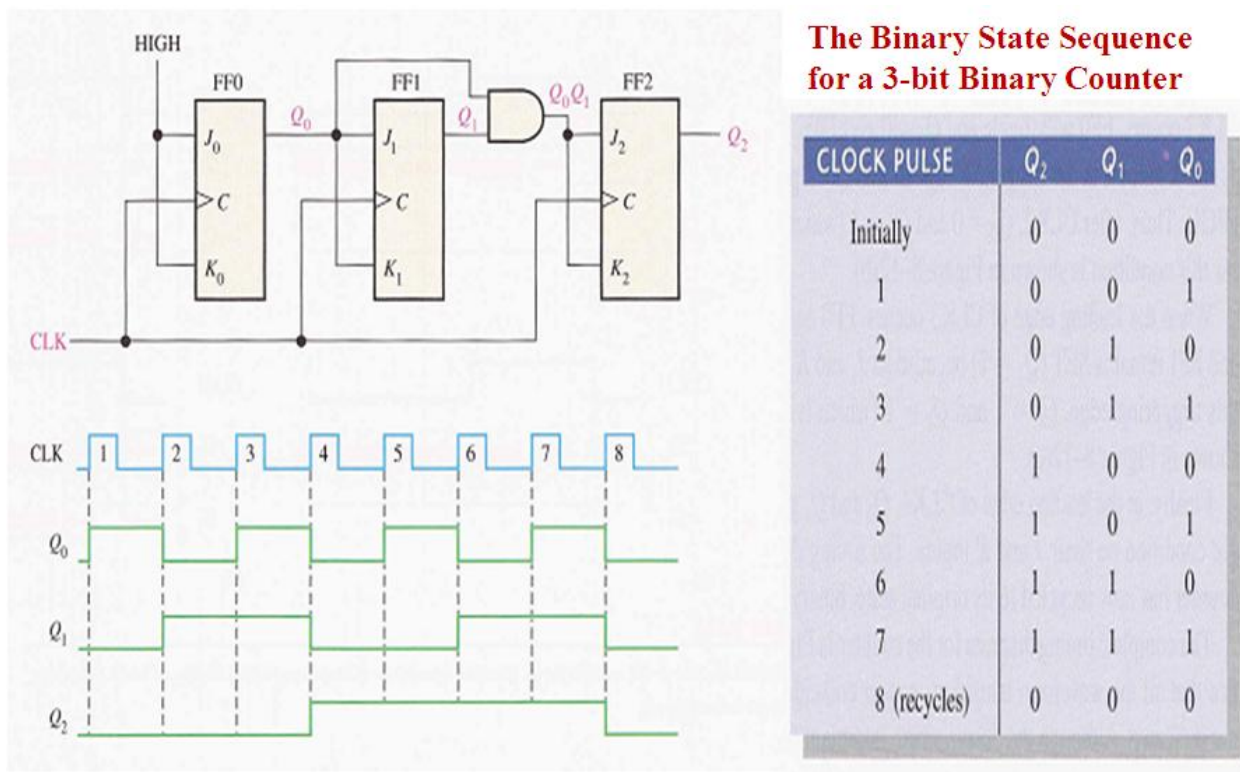 The Binary State Sequence
for a 3-bit Binary Counter
HIGH
FF0
FF1
FF2
Q0
Q1
Q0Q1
Q2
J0
J1
J2
C
C
C
K0
K1
K2
CLK
CLK 1 2 3 4 5 6 7 8
Q0
Q1
Q2
CLOCK PULSE Q2 Q1 Q0
Initially 0 0 0
1 0 0 1
2 0 1 0
3 0 1 1
4 1 0 0
5 1 0 1
6 1 1 0
7 1 1 1
8 (recycles) 0 0 0